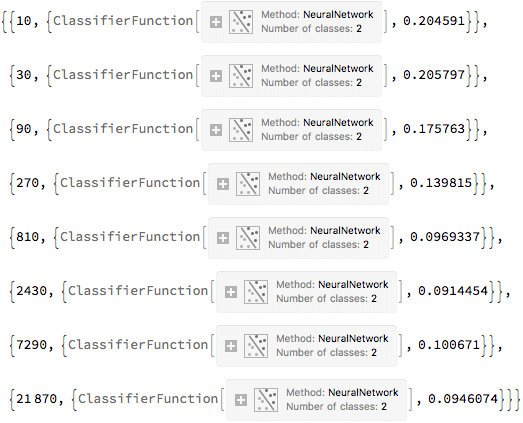 {{10, {ClassifierFunction[ Method: NeuralNetwork Number of classes: 2 ], 0.204591}},
{30, {ClassifierFunction[ Method: NeuralNetwork Number of classes: 2 ], 0.205797}},
{90, {ClassifierFunction[ Method: NeuralNetwork Number of classes: 2 ], 0.175763}},
{270, {ClassifierFunction[ Method: NeuralNetwork Number of classes: 2 ], 0.139815}},
{810, {ClassifierFunction[ Method: NeuralNetwork Number of classes: 2 ], 0.0969337}},
{2430, {ClassifierFunction[ Method: NeuralNetwork Number of classes: 2 ], 0.0914454}},
{7290, {ClassifierFunction[ Method: NeuralNetwork Number of classes: 2 ], 0.100671}},
{21 870, {ClassifierFunction[ Method: NeuralNetwork Number of classes: 2 ], 0.0946074}}}